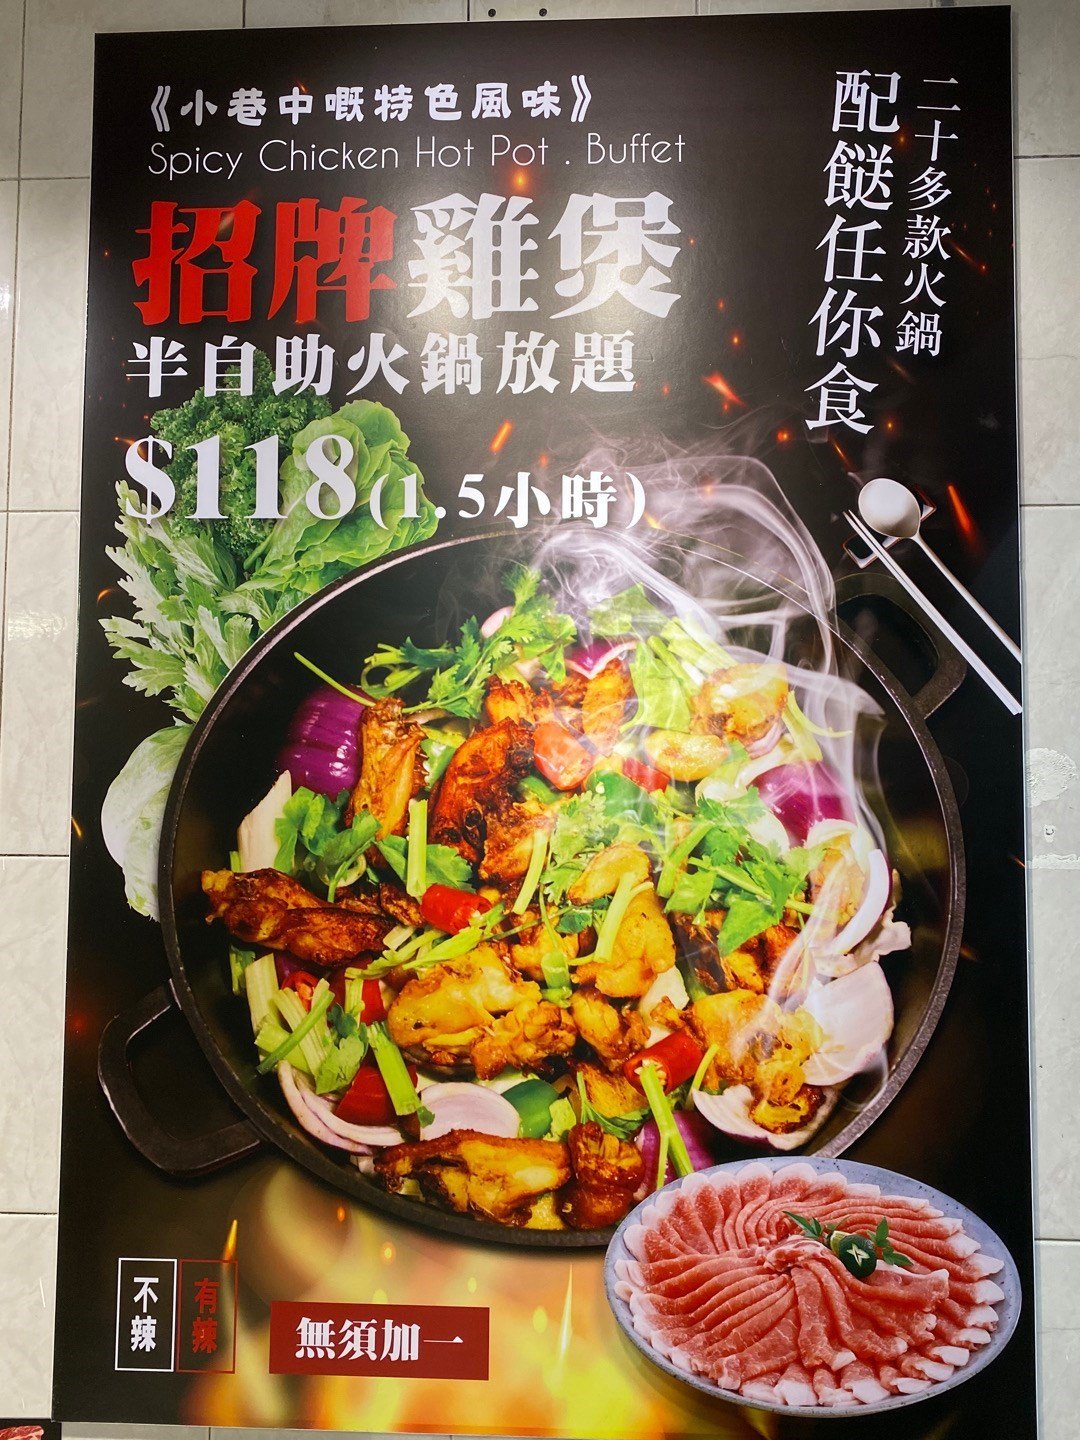 《小巷中嘅特色風味》
Spicy Chicken Hot Pot . Buffet
招牌雞煲
半自助火鍋放題
$118(1.5小時)
二十多款火鍋
配餸任你食
不辣
有辣
無須加一